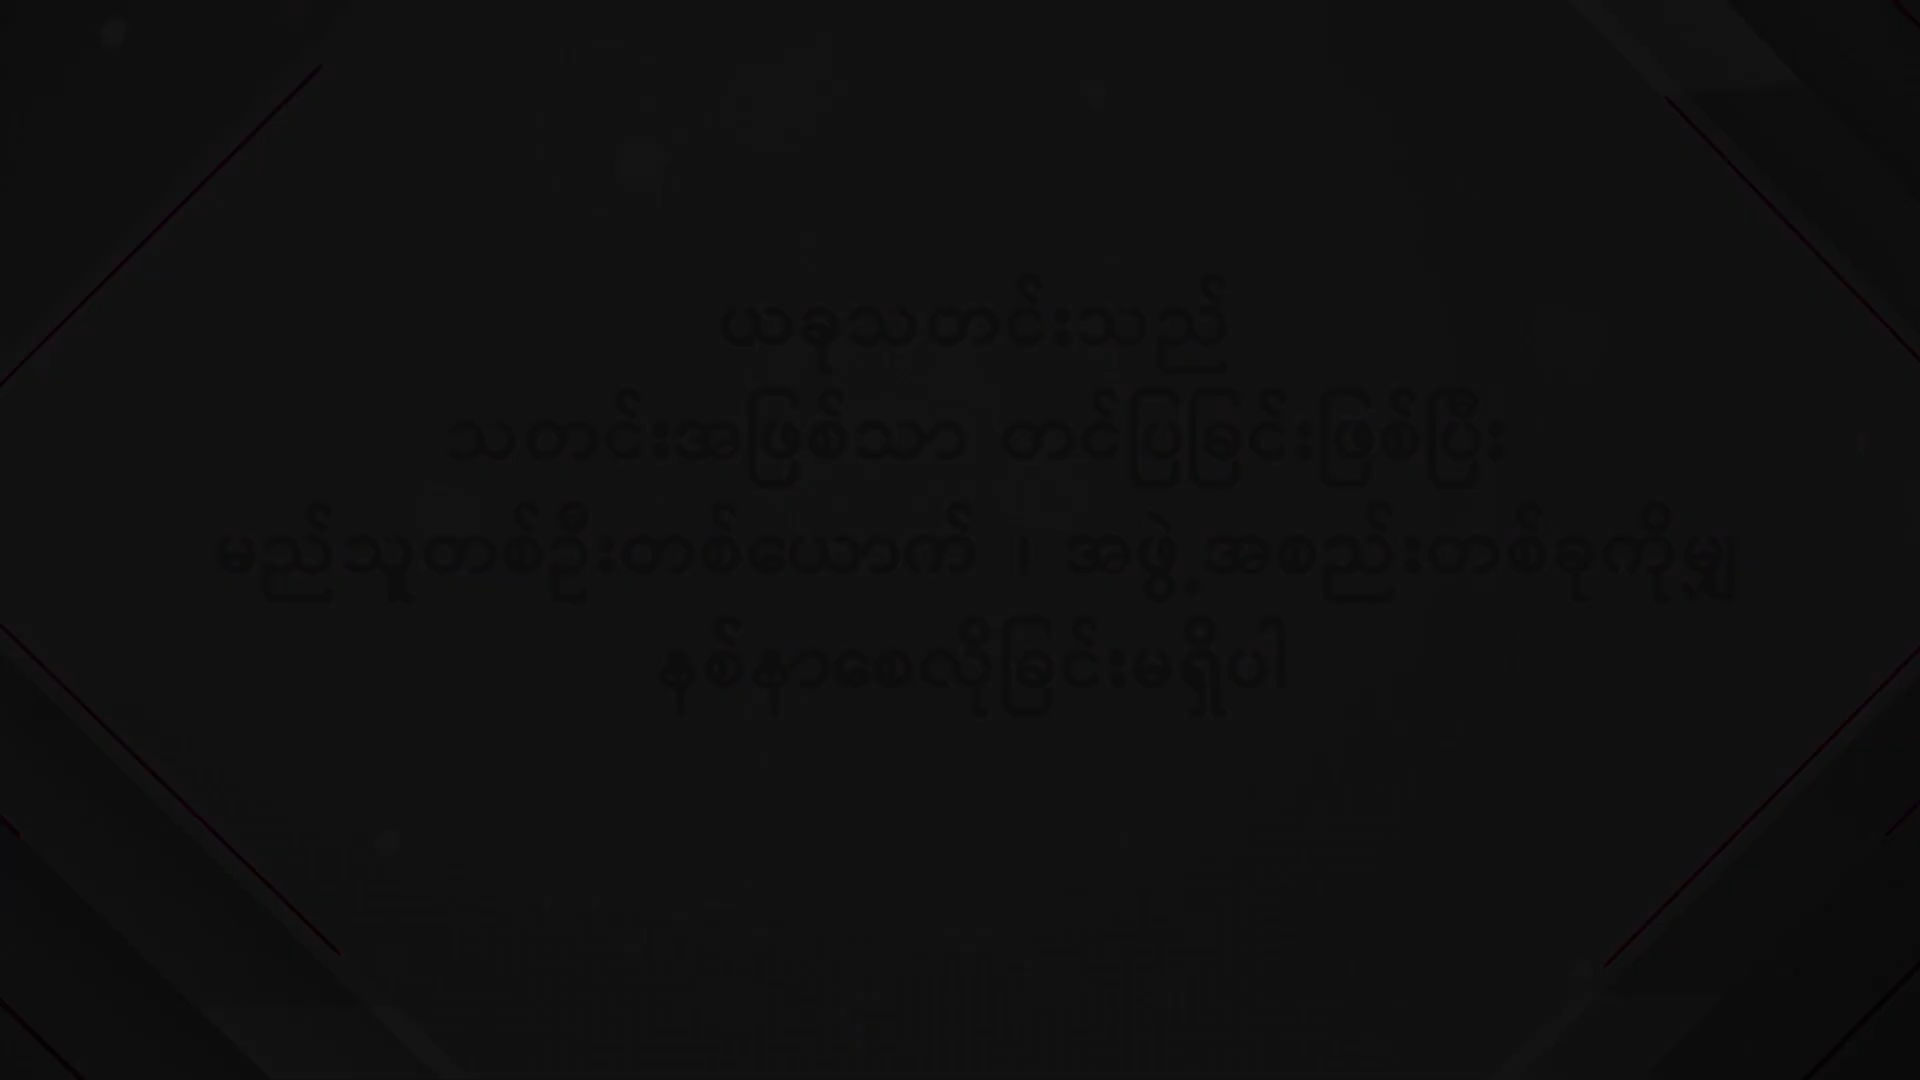 ယခုသတင်းသည်
သတင်းအဖြစ်သာ တင်ပြခြင်းဖြစ်ပြီး
မည်သူတစ်ဦးတစ်ယောက် ၊ အဖွဲ့အစည်းတစ်ခုကိုမျှ
နစ်နာစေလိုခြင်းမရှိပါ